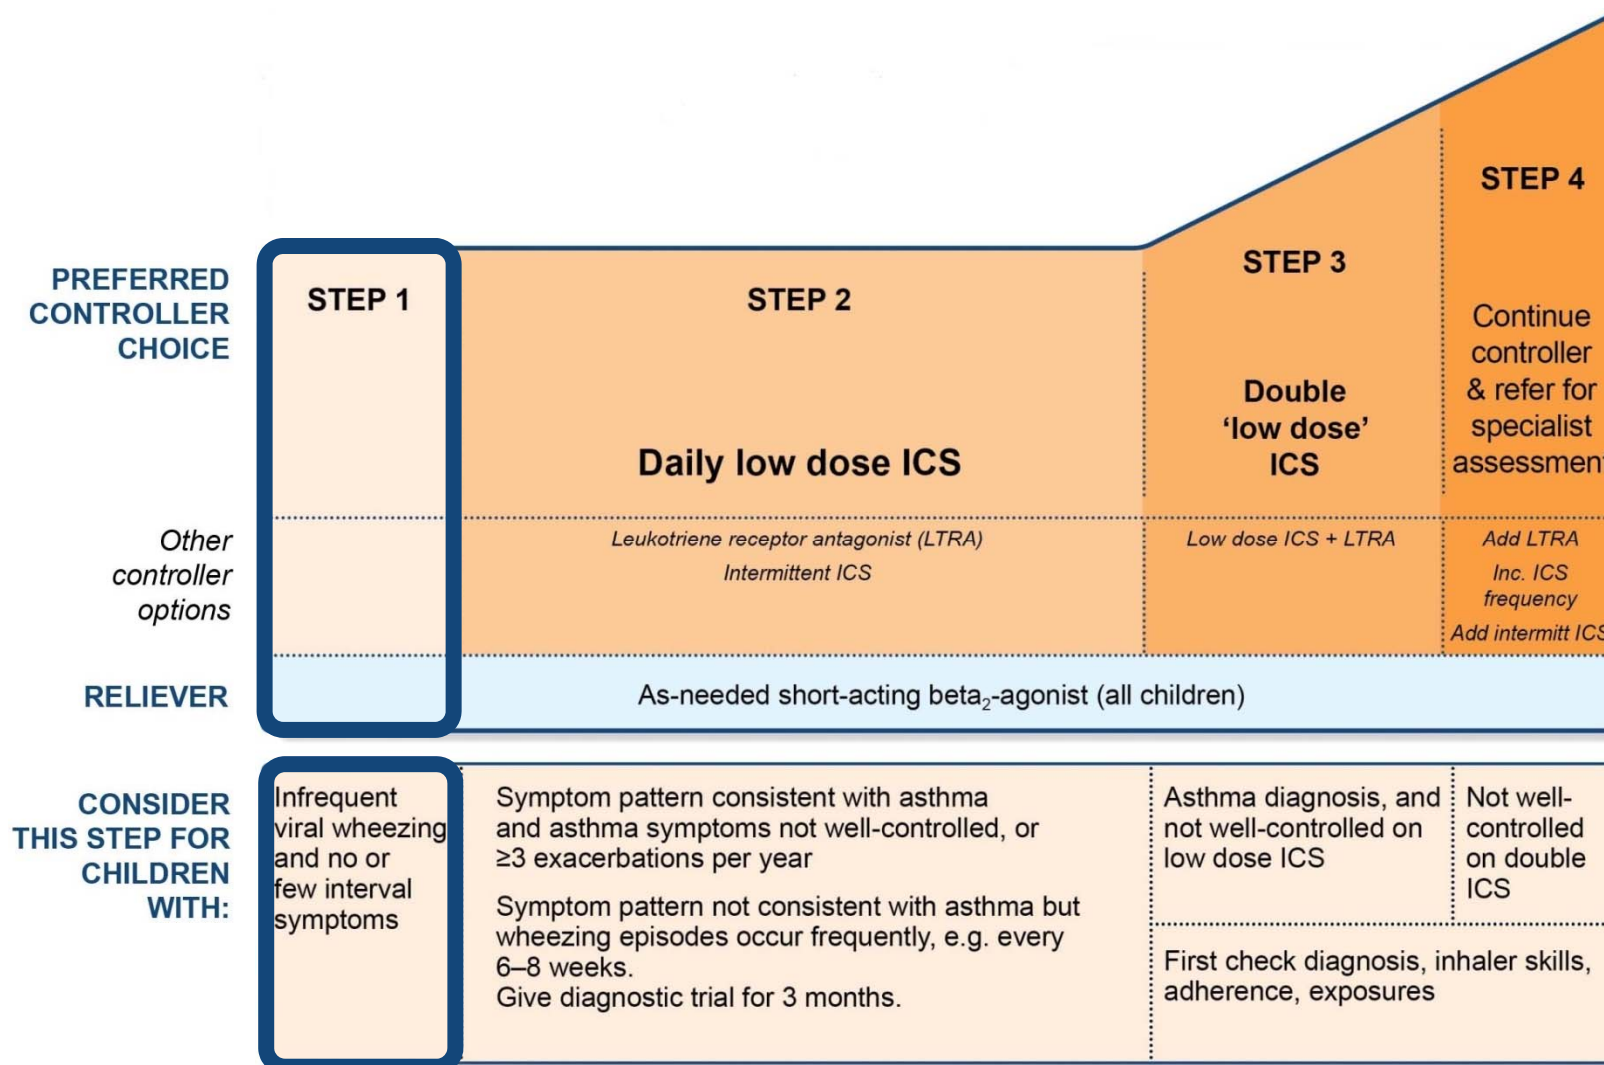 PREFERRED
CONTROLLER
CHOICE
STEP 1
STEP 2
Daily low dose ICS
STEP 3
Double
‘low dose’
ICS
STEP 4
Continue
controller
& refer for
specialist
assessment
Other
controller
options
Leukotriene receptor antagonist (LTRA)
Intermittent ICS
Low dose ICS + LTRA
Add LTRA
Inc. ICS
frequency
Add intermitt ICS
RELIEVER
As-needed short-acting beta₂-agonist (all children)
CONSIDER
THIS STEP FOR
CHILDREN
WITH:
Infrequent
viral wheezing
and no or
few interval
symptoms
Symptom pattern consistent with asthma
and asthma symptoms not well-controlled, or
≥3 exacerbations per year
Symptom pattern not consistent with asthma but
wheezing episodes occur frequently, e.g. every
6–8 weeks.
Give diagnostic trial for 3 months.
Asthma diagnosis, and
not well-controlled on
low dose ICS
Not well-
controlled
on double
ICS
First check diagnosis, inhaler skills,
adherence, exposures